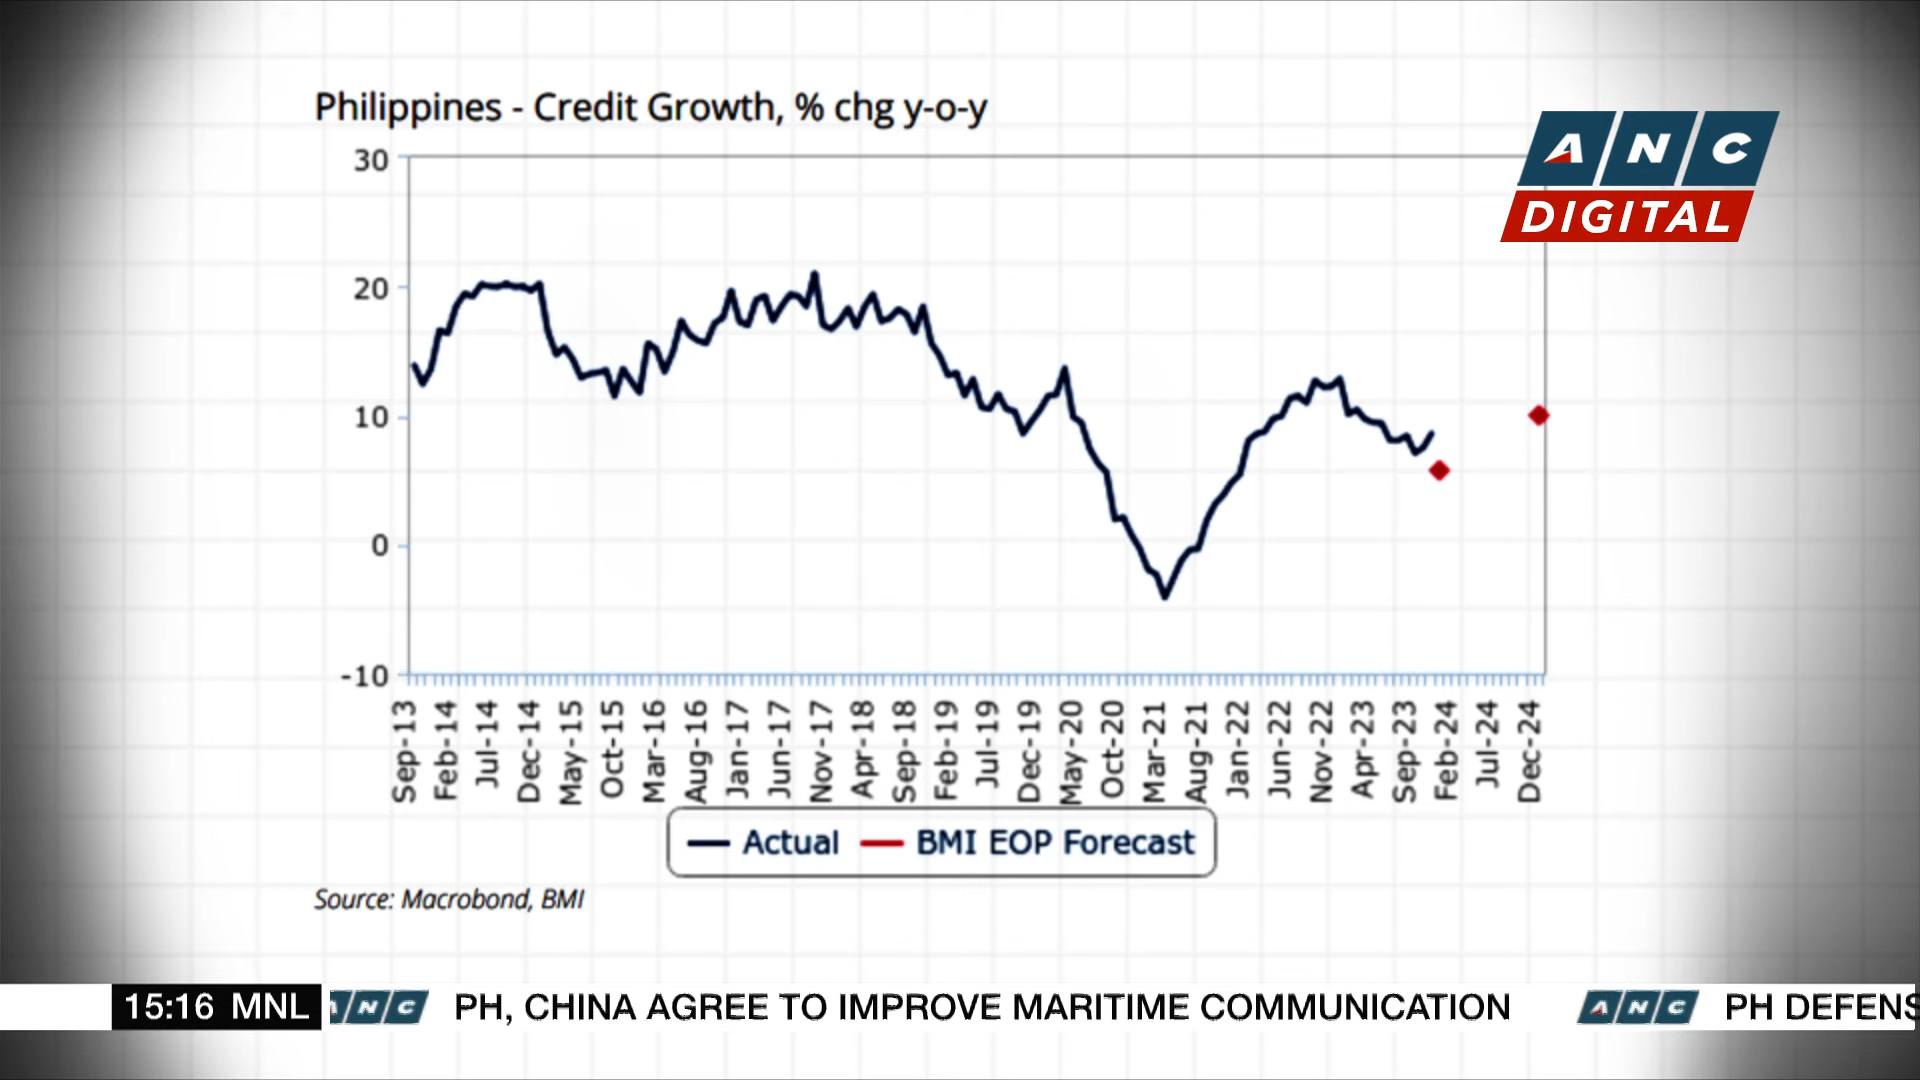 Philippines - Credit Growth, % chg y-o-y
ANC
DIGITAL
30
20
10
0
-10
Sep-13
Feb-14
Jul-14
Dec-14
May-15
Oct-15
Mar-16
Aug-16
Jan-17
Jun-17
Nov-17
Apr-18
Sep-18
Feb-19
Jul-19
Dec-19
May-20
Oct-20
Mar-21
Aug-21
Jan-22
Jun-22
Nov-22
Apr-23
Sep-23
Feb-24
Jul-24
Dec-24
Actual BMI EOP Forecast
Source: Macrobond, BMI
15:16 MNL ANC PH, CHINA AGREE TO IMPROVE MARITIME COMMUNICATION ANC PH DEFENS